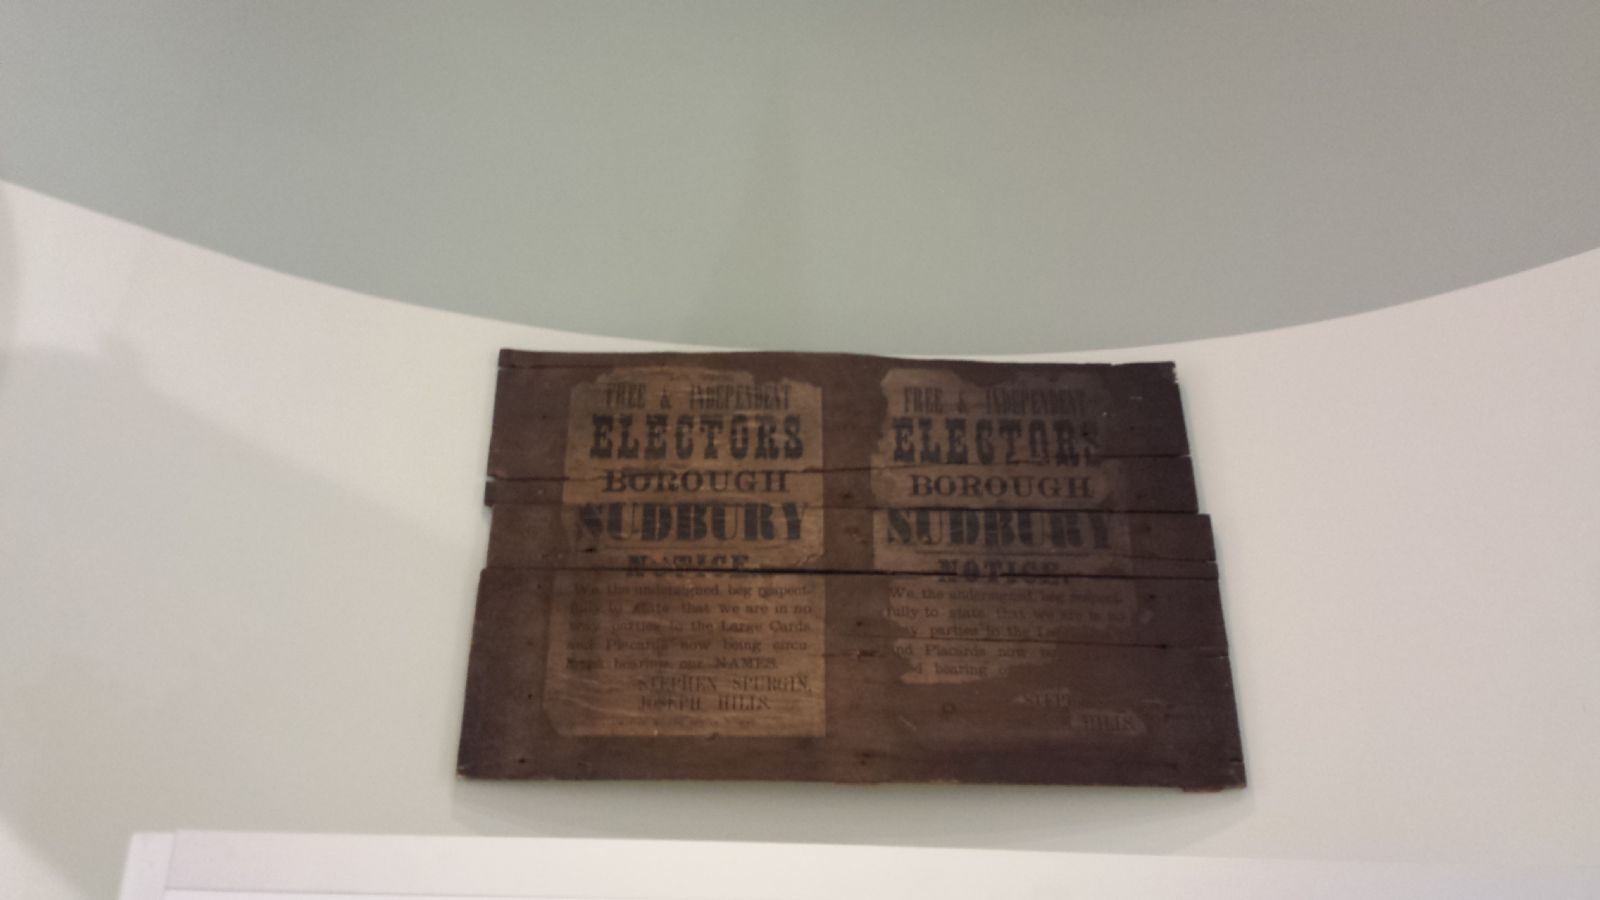 FREE & INDEPENDENT
ELECTORS
BOROUGH
SUDBURY
NOTICE.
We, the undersigned, beg respect-
fully to state that we are in no
way parties to the Large Cards
and Placards now being circu-
bearing our NAMES.
STEPHEN SPURGIN,
JOSEPH HILLS.
FREE & INDEPENDENT
ELECTORS
BOROUGH
SUDBURY
NOTICE.
We, the undersigned, beg respect-
fully to state that we are in no
way parties to the
nd Placards now
d bearing
STEP
HILLS.